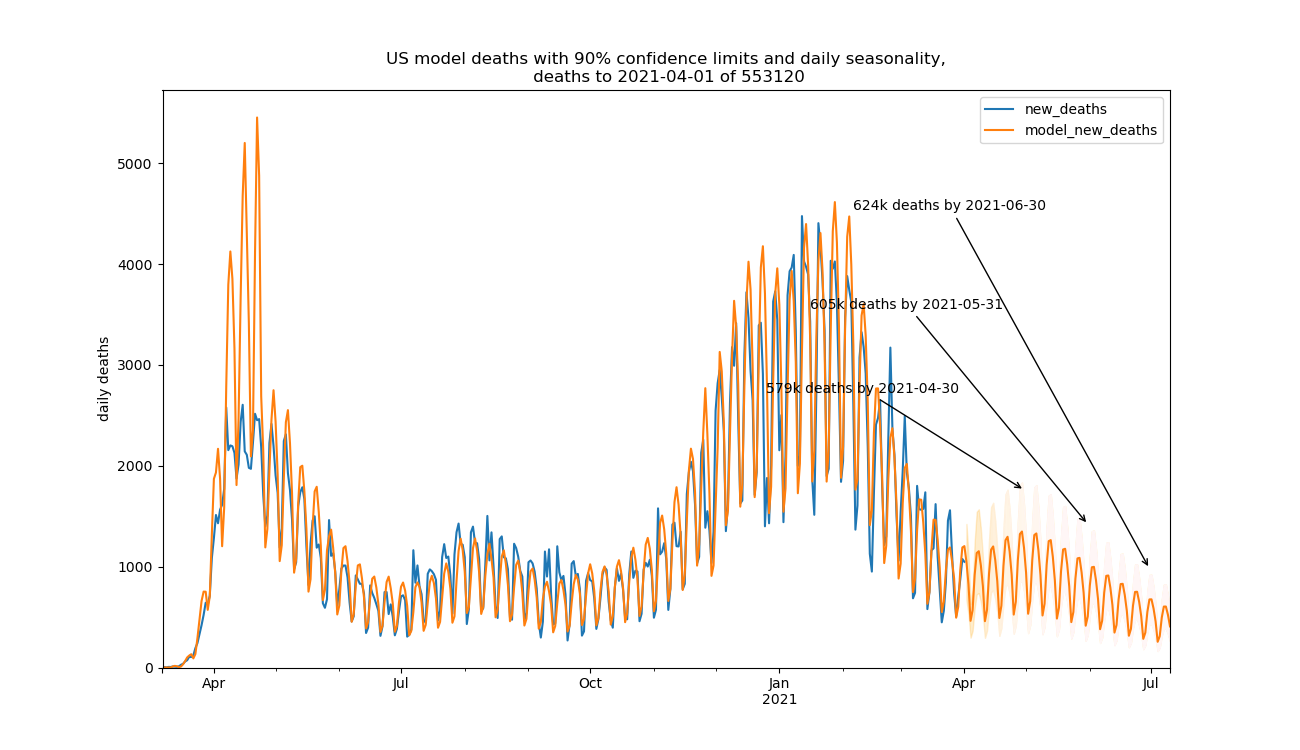 US model deaths with 90% confidence limits and daily seasonality,
deaths to 2021-04-01 of 553120
new_deaths
model_new_deaths
5000
4000
3000
2000
1000
0
daily deaths
624k deaths by 2021-06-30
605k deaths by 2021-05-31
579k deaths by 2021-04-30
Apr
Jul
Oct
Jan
2021
Apr
Jul